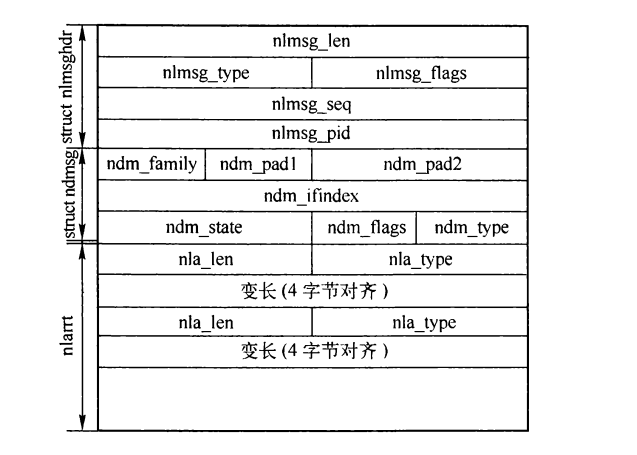 nlmsg_len
nlmsg_type nlmsg_flags
nlmsg_seq
nlmsg_pid
struct nlmsghdr
ndm_family ndm_pad1 ndm_pad2
ndm_ifindex
ndm_state ndm_flags ndm_type
struct ndmsg
nla_len nla_type
变长(4字节对齐)
nla_len nla_type
变长(4字节对齐)
nlarrt